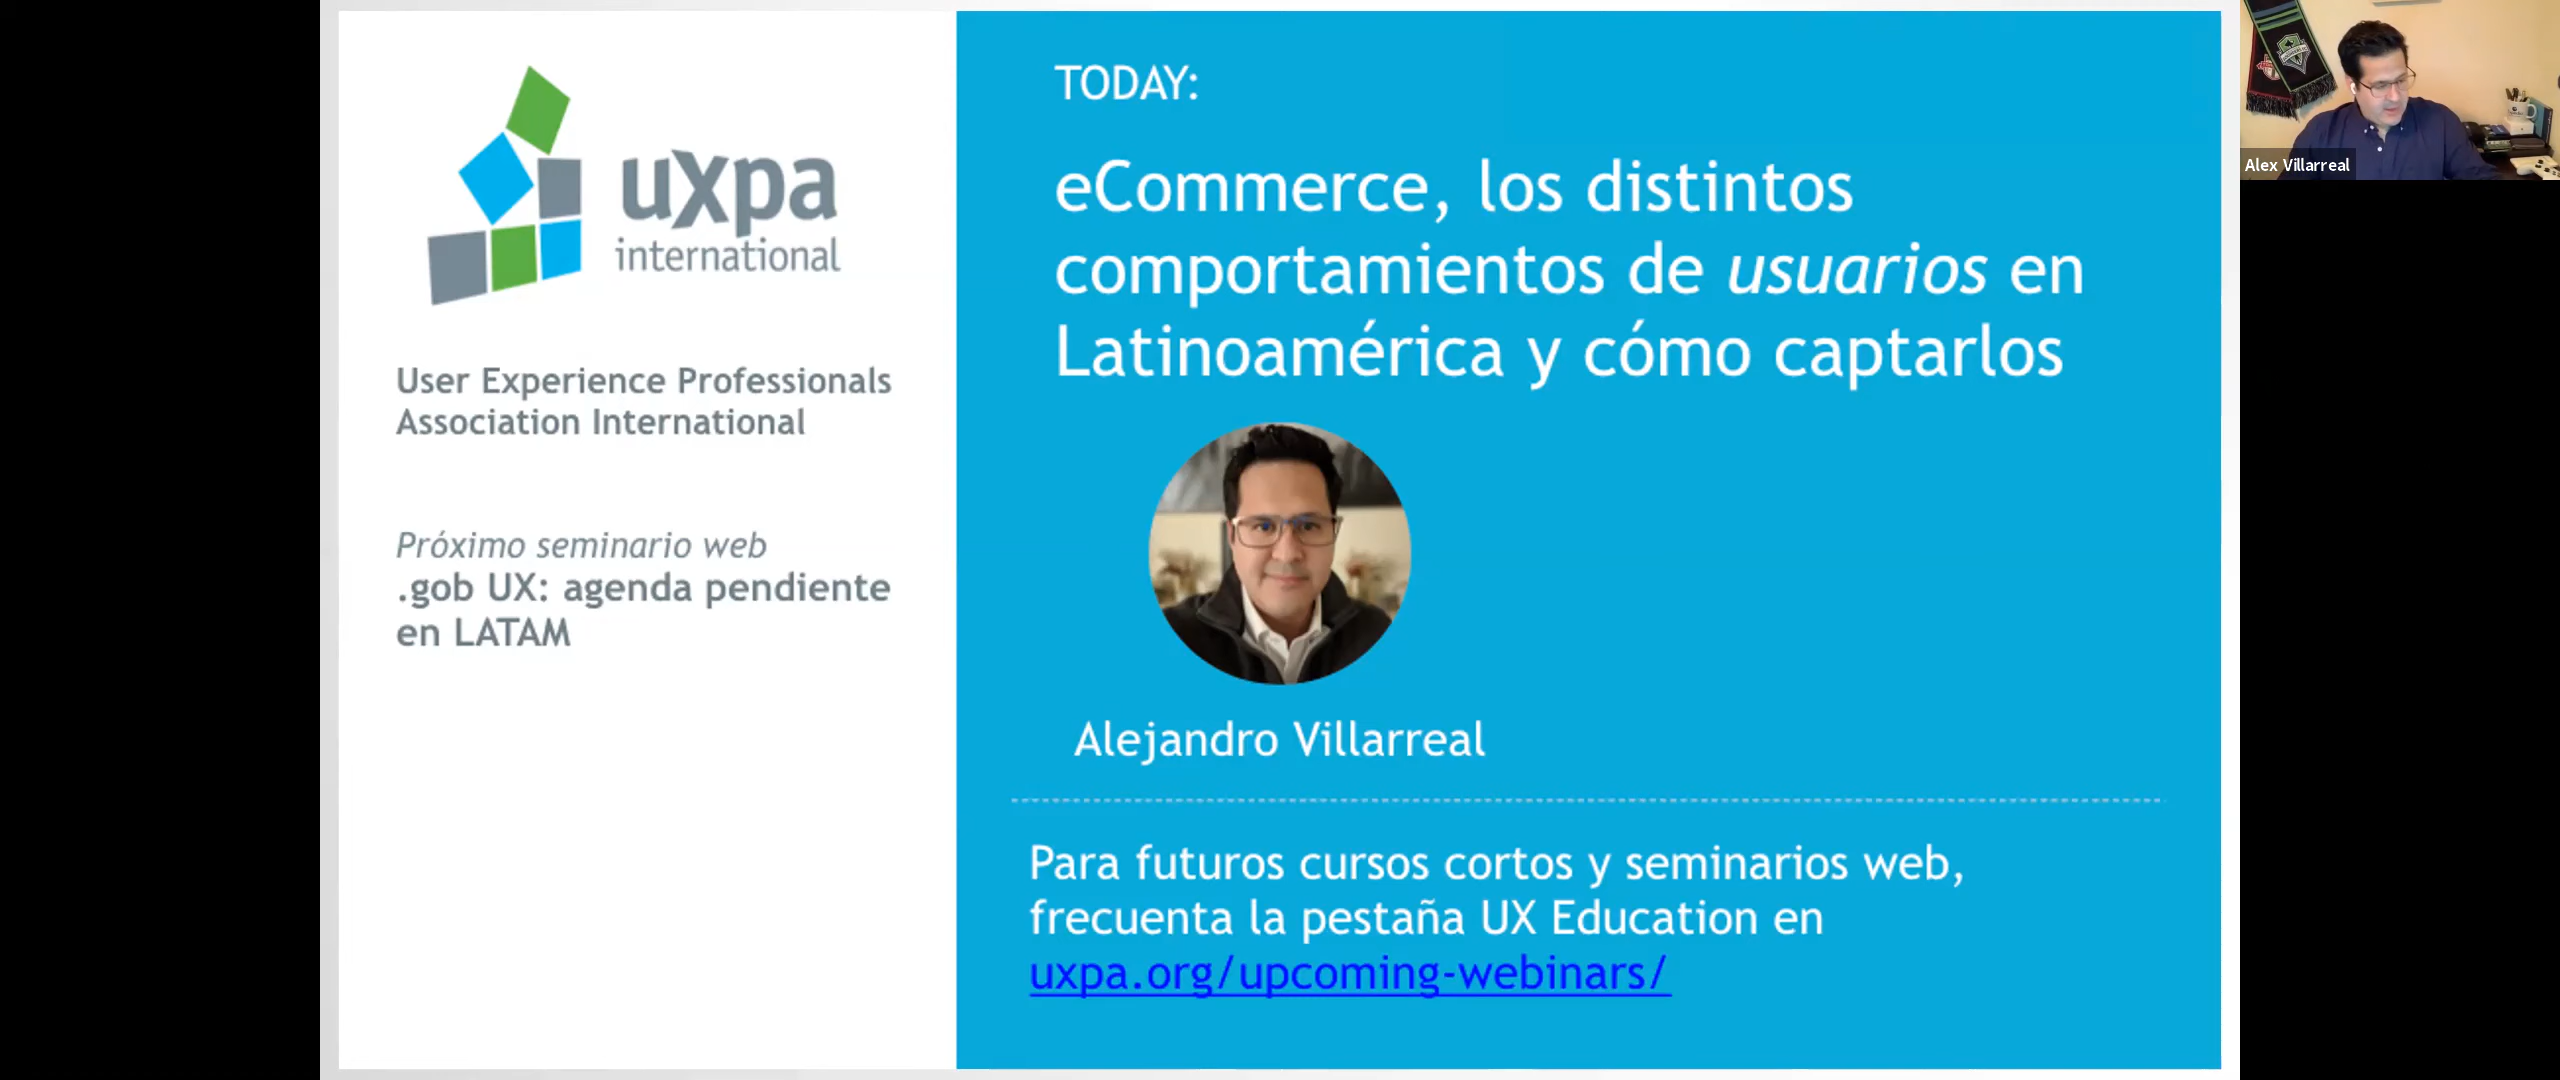 uxpa
international
User Experience Professionals
Association International
Próximo seminario web
.gob UX: agenda pendiente
en LATAM
TODAY:
eCommerce, los distintos
comportamientos de usuarios en
Latinoamérica y cómo captarlos
Alejandro Villarreal
Para futuros cursos cortos y seminarios web,
frecuenta la pestaña UX Education en
uxpa.org/upcoming-webinars/
Alex Villarreal